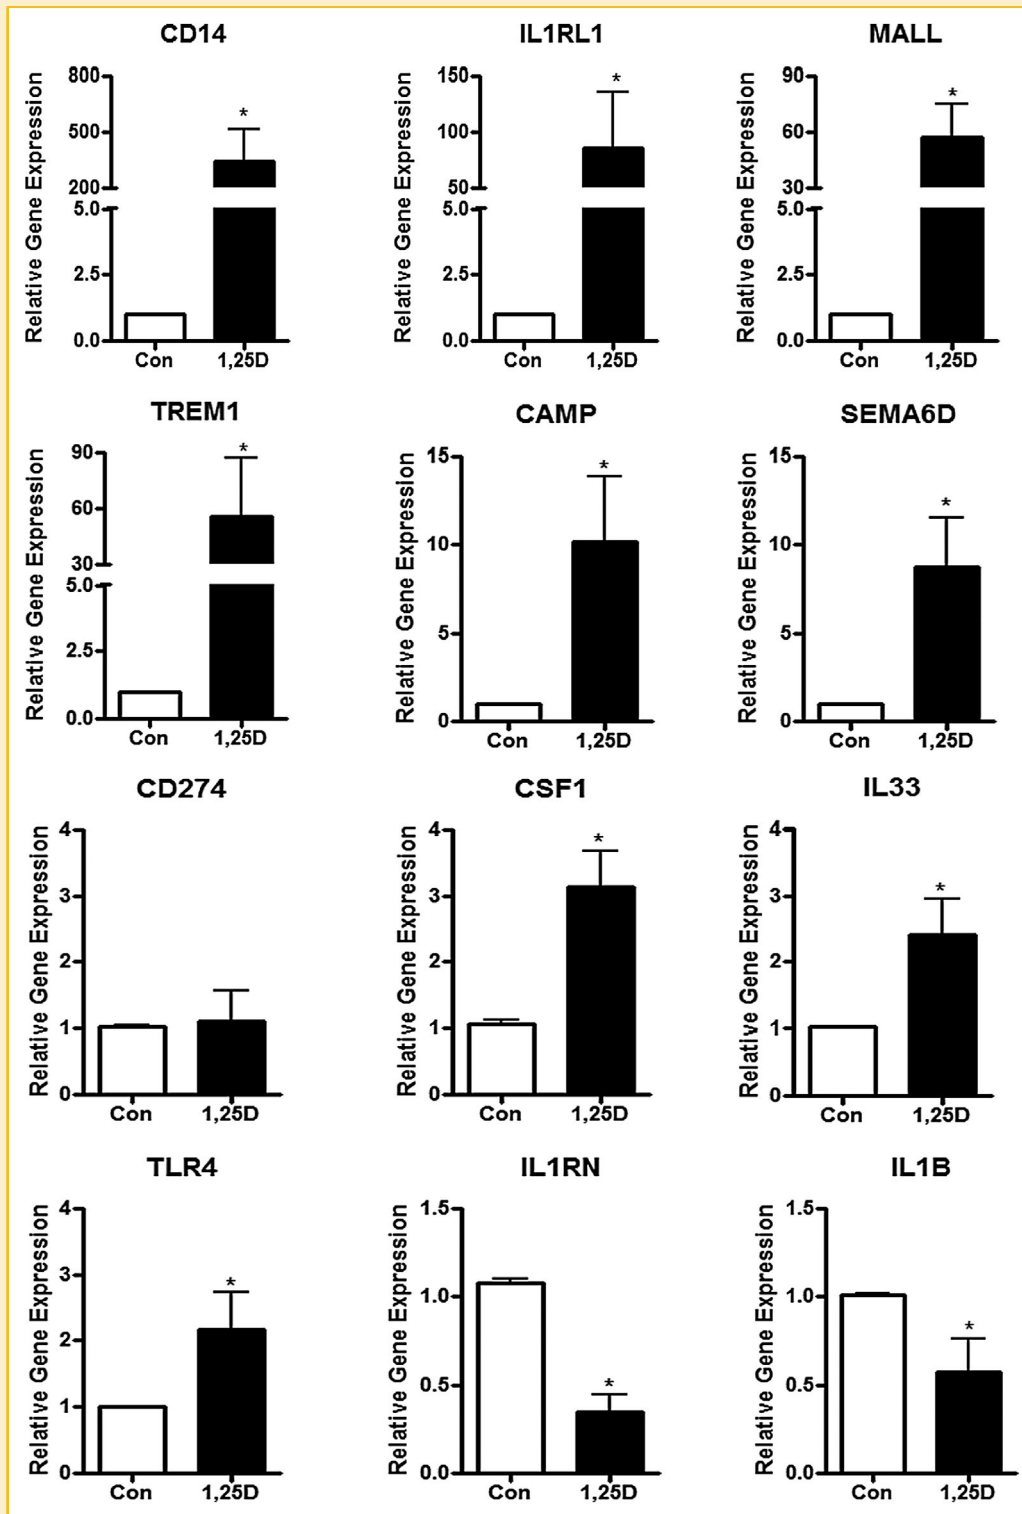 CD14 IL1RL1 MALL
Relative Gene Expression
800
500
200
5.0
2.5
0.0
*
Con 1,25D
Relative Gene Expression
150
100
50
5.0
2.5
0.0
*
Con 1,25D
Relative Gene Expression
90
60
30
5.0
2.5
0.0
*
Con 1,25D
TREM1 CAMP SEMA6D
Relative Gene Expression
90
60
30
5.0
2.5
0.0
*
Con 1,25D
Relative Gene Expression
15
10
5
0
*
Con 1,25D
Relative Gene Expression
15
10
5
0
*
Con 1,25D
CD274 CSF1 IL33
Relative Gene Expression
4
3
2
1
0
Con 1,25D
Relative Gene Expression
4
3
2
1
0
*
Con 1,25D
Relative Gene Expression
4
3
2
1
0
*
Con 1,25D
TLR4 IL1RN IL1B
Relative Gene Expression
4
3
2
1
0
*
Con 1,25D
Relative Gene Expression
1.5
1.0
0.5
0.0
*
Con 1,25D
Relative Gene Expression
1.5
1.0
0.5
0.0
*
Con 1,25D